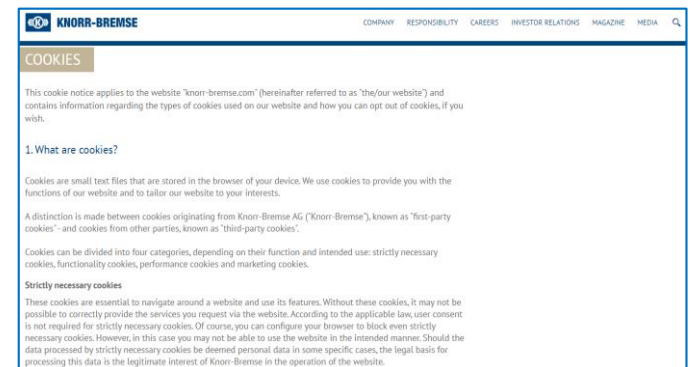 KNORR-BREMSE
COMPANY RESPONSIBILITY CAREERS INVESTOR RELATIONS MAGAZINE MEDIA
COOKIES
This cookie notice applies to the website "knorr-bremse.com" (hereinafter referred to as "the/our website") and
contains information regarding the types of cookies used on our website and how you can opt out of cookies, if you
wish.
1. What are cookies?
Cookies are small text files that are stored in the browser of your device. We use cookies to provide you with the
functions of our website and to tailor our website to your interests.
A distinction is made between cookies originating from Knorr-Bremse AG ("Knorr-Bremse"), known as "first-party
cookies" - and cookies from other parties, known as "third-party cookies".
Cookies can be divided into four categories, depending on their function and intended use: strictly necessary
cookies, functionality cookies, performance cookies and marketing cookies.
Strictly necessary cookies
These cookies are essential to navigate around a website and use its features. Without these cookies, it may not be
possible to correctly provide the services you request via the website. According to the applicable law, user consent
is not required for strictly necessary cookies. Of course, you can configure your browser to block even strictly
necessary cookies. However, in this case you may not be able to use the website in the intended manner. Should the
data processed by strictly necessary cookies be deemed personal data in some specific cases, the legal basis for
processing this data is the legitimate interest of Knorr-Bremse in the operation of the website.